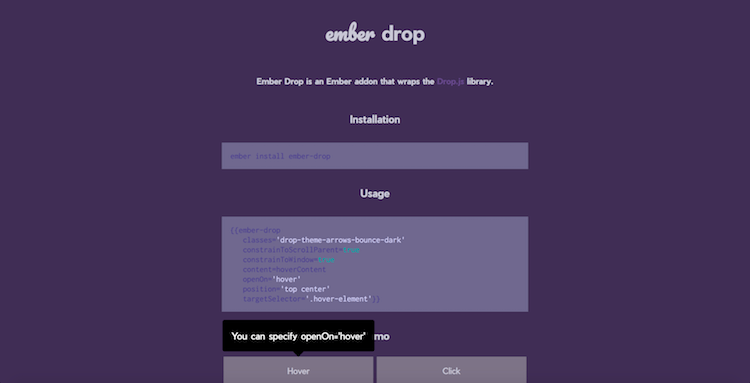 ember drop
Ember Drop is an Ember addon that wraps the Drop.js library.
Installation
ember install ember-drop
Usage
{{ember-drop
classes='drop-theme-arrows-bounce-dark'
constrainToScrollParent=true
constrainToWindow=true
content=hoverContent
openOn='hover'
position='top center'
targetSelector='.hover-element'}}
You can specify openOn='hover'
Hover Click